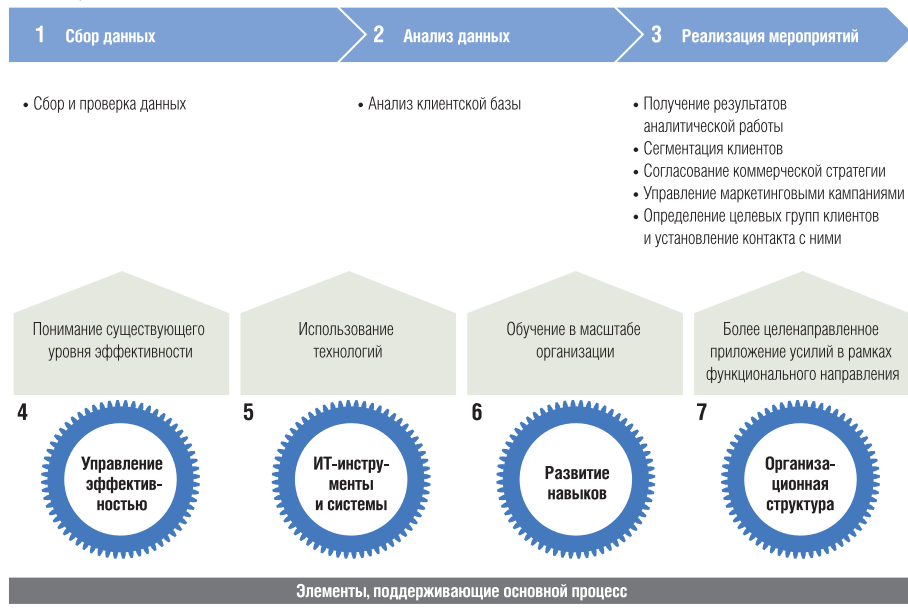 1 Сбор данных
2 Анализ данных
3 Реализация мероприятий
• Сбор и проверка данных
• Анализ клиентской базы
• Получение результатов
аналитической работы
• Сегментация клиентов
• Согласование коммерческой стратегии
• Управление маркетинговыми кампаниями
• Определение целевых групп клиентов
и установление контакта с ними
Понимание существующего
уровня эффективности
Использование
технологий
Обучение в масштабе
организации
Более целенаправленное
приложение усилий в рамках
функционального направления
4
Управление
эффектив-
ностью
5
ИТ-инстру-
менты
и системы
6
Развитие
навыков
7
Организа-
ционная
структура
Элементы, поддерживающие основной процесс